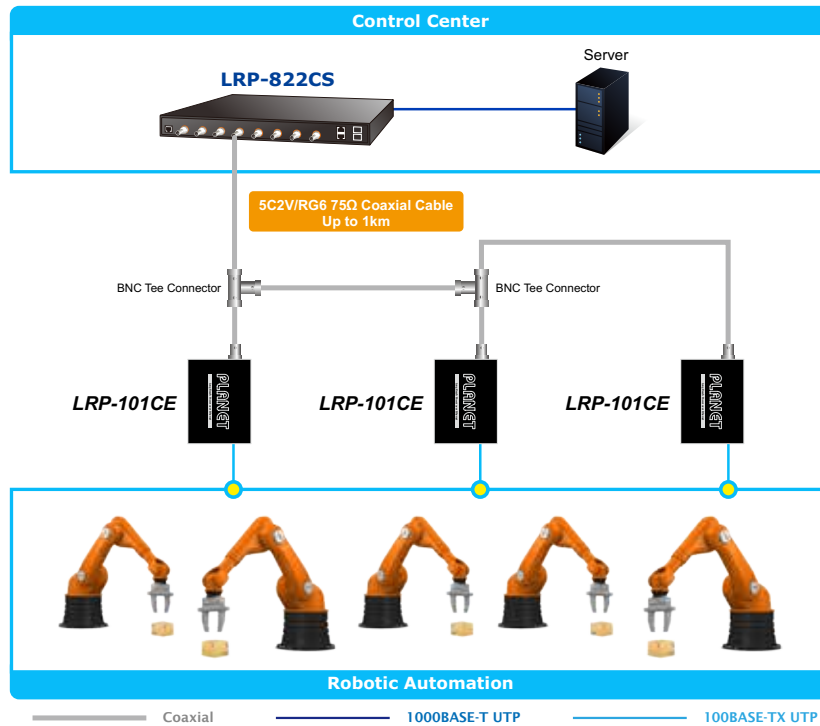 Control Center
Server
LRP-822CS
5C2V/RG6 75Ω Coaxial Cable
Up to 1km
BNC Tee Connector
BNC Tee Connector
LRP-101CE
PLANET
LRP-101CE
PLANET
LRP-101CE
PLANET
Robotic Automation
Coaxial
1000BASE-T UTP
100BASE-TX UTP